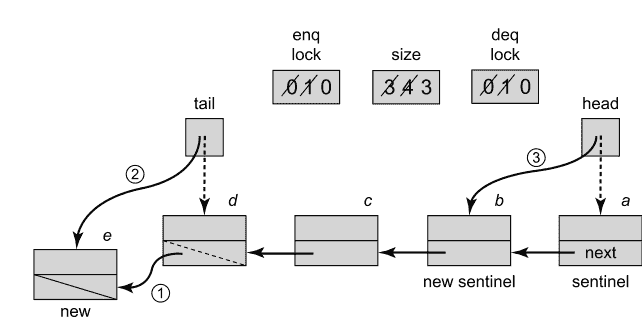 enq
lock
size
deq
lock
0 1 0
3 4 3
0 1 0
tail
head
2
3
d
c
b
a
e
next
new sentinel
sentinel
1
new